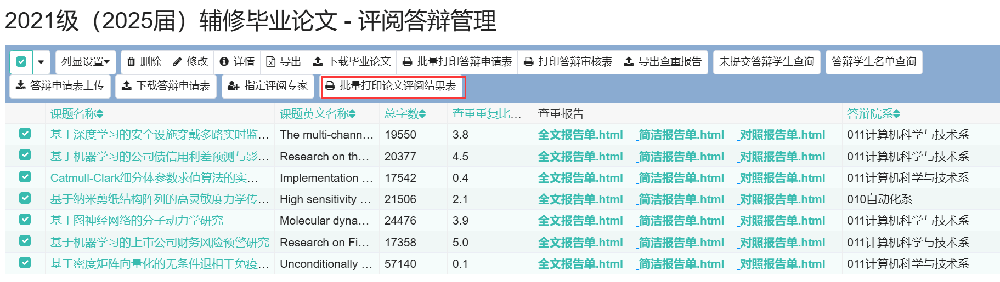 2021级（2025届）辅修毕业论文 - 评阅答辩管理
列显设置 删除 修改 详情 导出 下载毕业论文 批量打印答辩申请表 打印答辩审核表 导出查重报告 未提交答辩学生查询 答辩学生名单查询
答辩申请表上传 下载答辩申请表 指定评阅专家 批量打印论文评阅结果表
课题名称 课题英文名称 总字数 查重重复比... 查重报告 答辩院系
基于深度学习的安全设施穿戴多路实时监... The multi-chann... 19550 3.8 全文报告单.html _简洁报告单.html _对照报告单.html 011计算机科学与技术系
基于机器学习的公司债信用利差预测与影... Research on th... 20377 4.5 全文报告单.html _简洁报告单.html _对照报告单.html 011计算机科学与技术系
Catmull-Clark细分体参数求值算法的实... Implementation ... 17542 0.4 全文报告单.html _简洁报告单.html _对照报告单.html 011计算机科学与技术系
基于纳米剪纸结构阵列的高灵敏度力学传... High sensitivity ... 21506 2.1 全文报告单.html _简洁报告单.html _对照报告单.html 010自动化系
基于图神经网络的分子动力学研究 Molecular dyna... 24476 3.9 全文报告单.html _简洁报告单.html _对照报告单.html 011计算机科学与技术系
基于机器学习的上市公司财务风险预警研究 Research on Fi... 17358 5.0 全文报告单.html _简洁报告单.html _对照报告单.html 011计算机科学与技术系
基于密度矩阵向量化的无条件退相干免疫... Unconditionally ... 57140 0.1 全文报告单.html _简洁报告单.html _对照报告单.html 011计算机科学与技术系